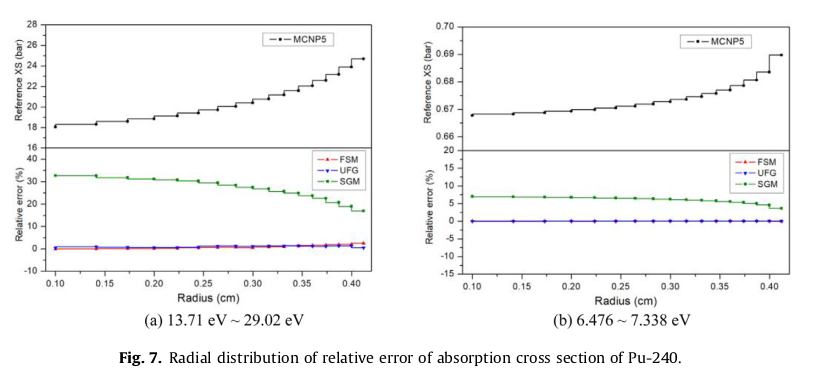 28
26
24
22
20
18
16
Reference XS (bar)
MCNP5
40
30
20
10
0
-10
Relative error (%)
FSM
UFG
SGM
0.10 0.15 0.20 0.25 0.30 0.35 0.40
Radius (cm)
(a) 13.71 eV ~ 29.02 eV
0.70
0.69
0.68
0.67
0.66
Reference XS (bar)
MCNP5
20
15
10
5
0
-5
-10
-15
Relative error (%)
FSM
UFG
SGM
0.10 0.15 0.20 0.25 0.30 0.35 0.40
Radius (cm)
(b) 6.476 ~ 7.338 eV
Fig. 7. Radial distribution of relative error of absorption cross section of Pu-240.